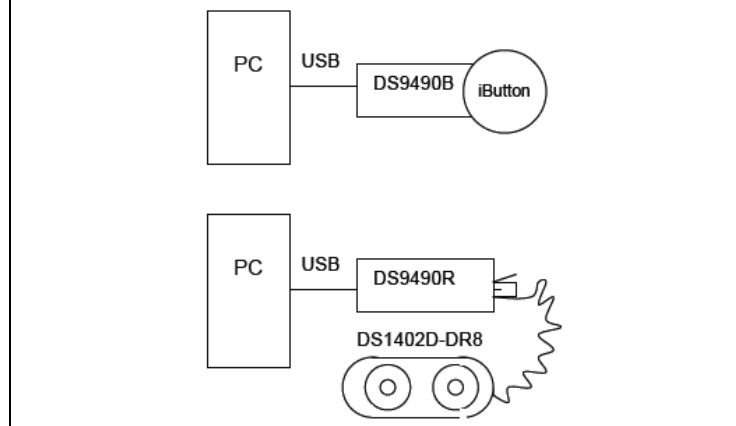 PC
USB
DS9490B
iButton
PC
USB
DS9490R
DS1402D-DR8